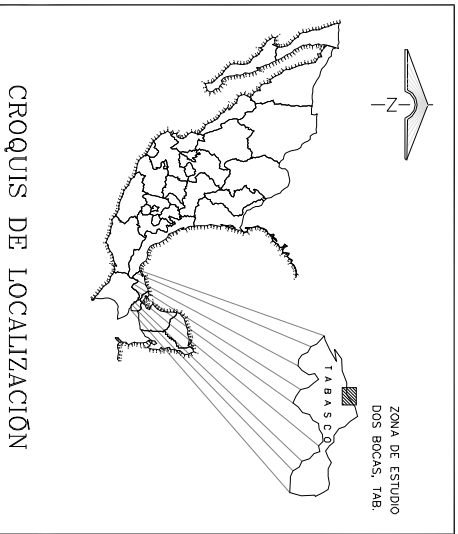 N
ZONA DE ESTUDIO
DOS BOCAS, TAB.
TABASCO
CROQUIS DE LOCALIZACIÓN